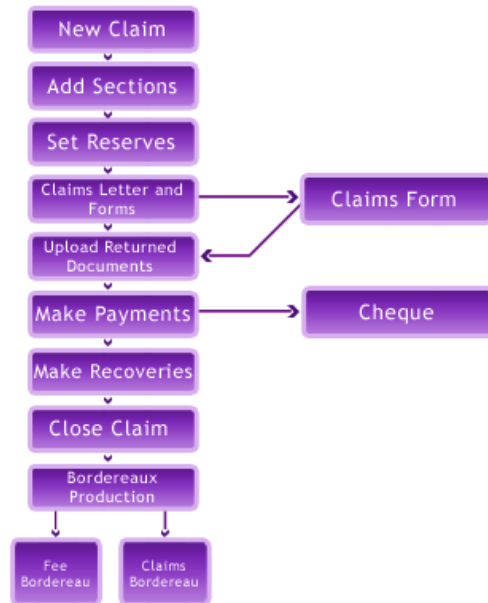 New Claim
Add Sections
Set Reserves
Claims Letter and
Forms
Claims Form
Upload Returned
Documents
Make Payments
Cheque
Make Recoveries
Close Claim
Bordereaux
Production
Fee
Bordereau
Claims
Bordereau